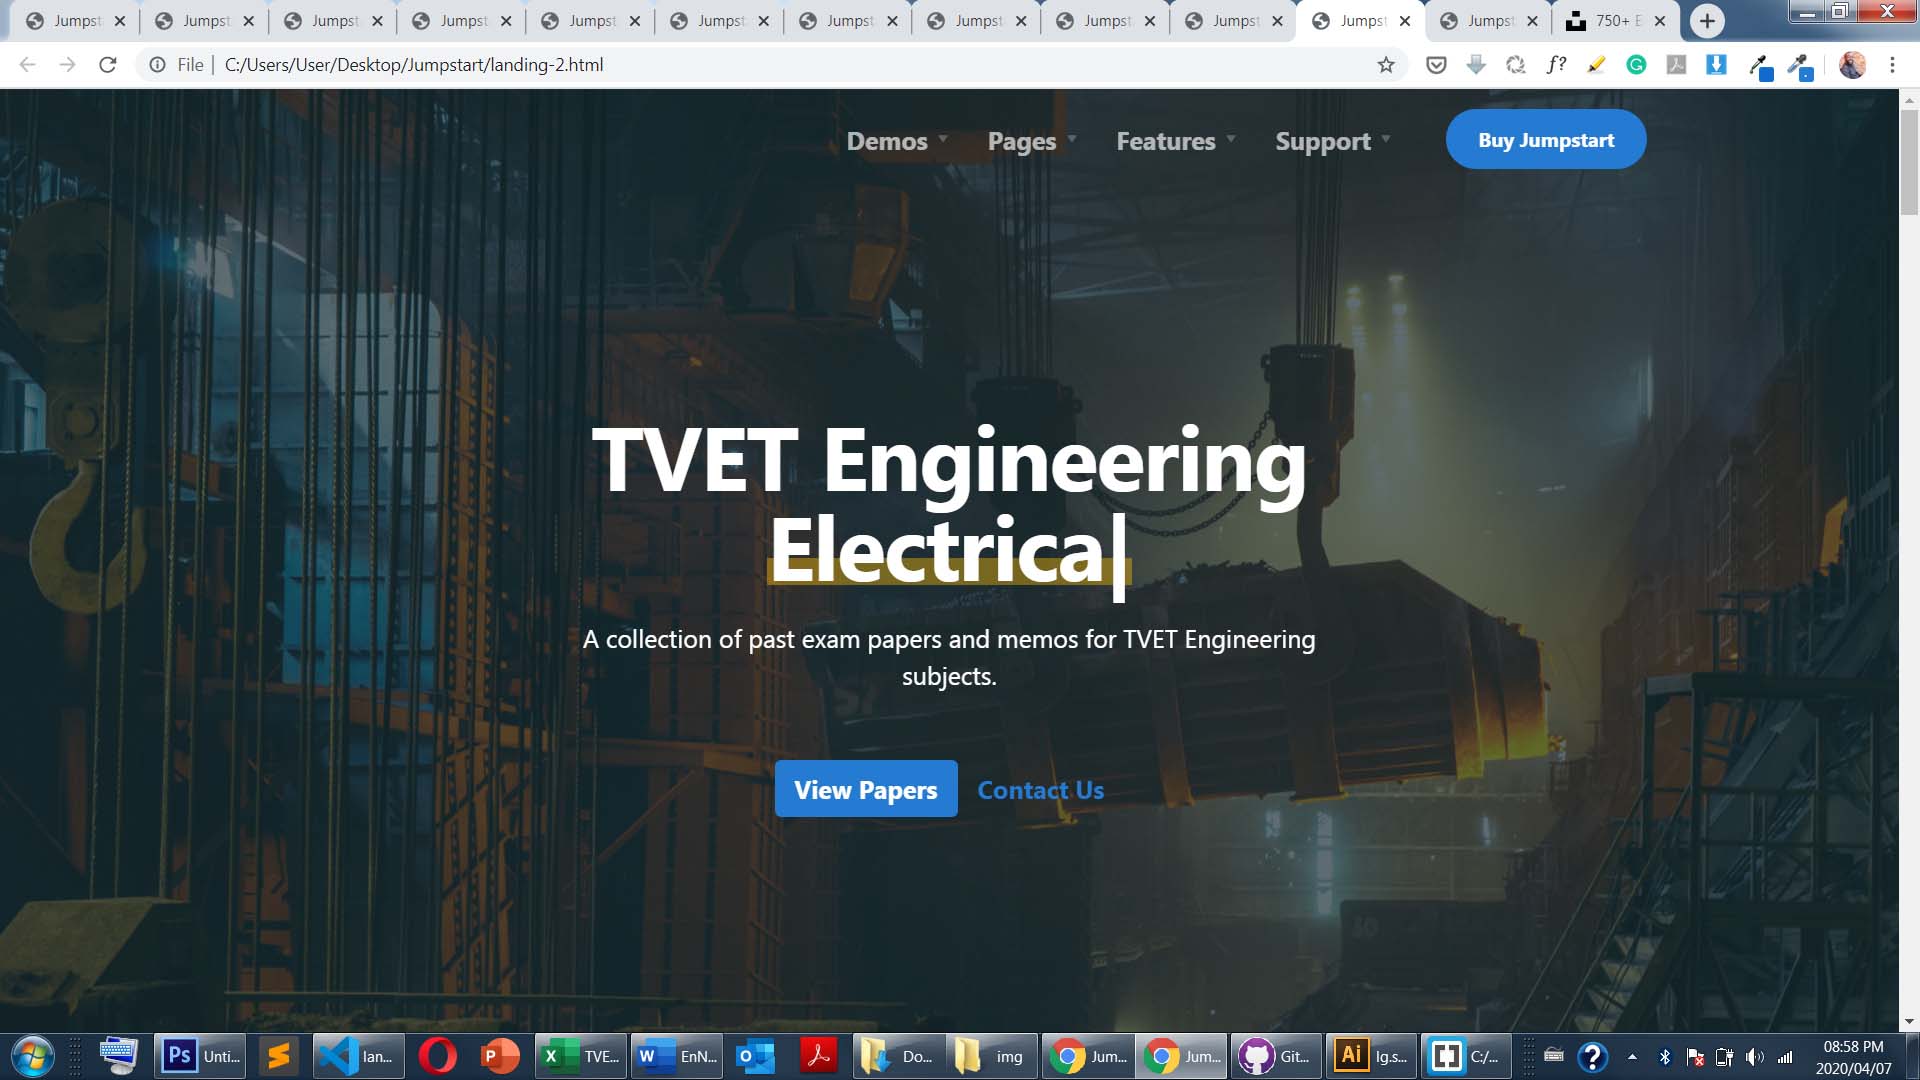 Jumpst
Jumpst
Jumpst
Jumpst
Jumpst
Jumpst
Jumpst
Jumpst
Jumpst
Jumpst
Jumpst
Jumpst
750+ E
File
C:/Users/User/Desktop/Jumpstart/landing-2.html
f?
Demos
Pages
Features
Support
Buy Jumpstart
TVET Engineering
Electrica|
A collection of past exam papers and memos for TVET Engineering
subjects.
View Papers
Contact Us
Ps
Unti...
lan...
P
X
TVE...
W
EnN...
Do...
img
Jum...
Jum...
Git...
Ai
lg.s...
C:/...
08:58 PM
2020/04/07